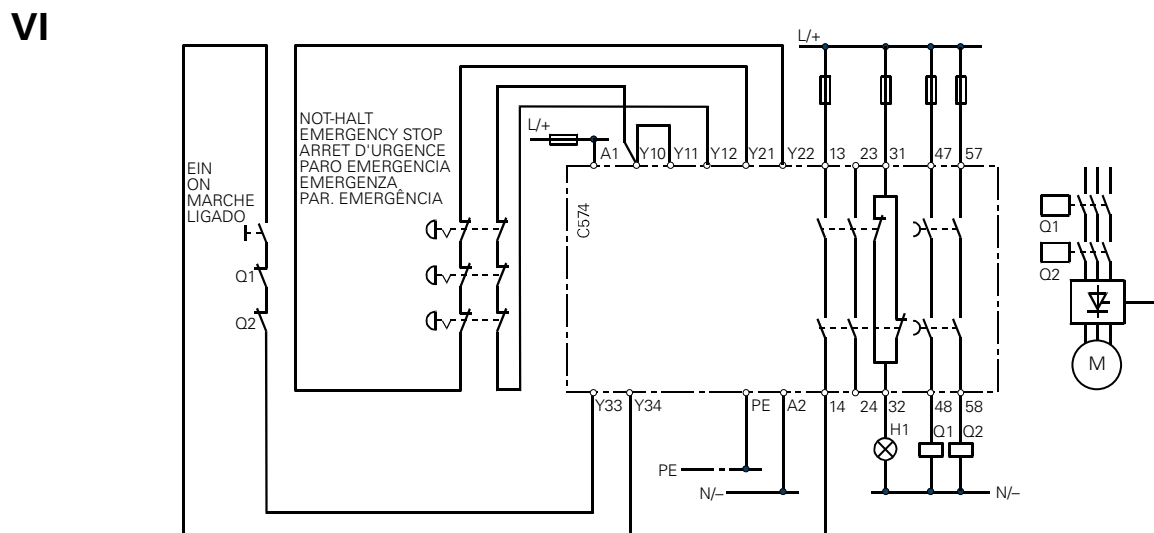 VI
L/+
NOT-HALT
EMERGENCY STOP
ARRET D'URGENCE
PARO EMERGENCIA
EMERGENZA
PAR. EMERGÊNCIA
L/+
A1 Y10 Y11 Y12 Y21 Y22 13 23 31 47 57
EIN
ON
MARCHE
LIGADO
C574
Q1
Q2
Q1
Q2
M
Y33 Y34 PE A2 14 24 32 48 58
H1 Q1 Q2
PE
N/–
N/–